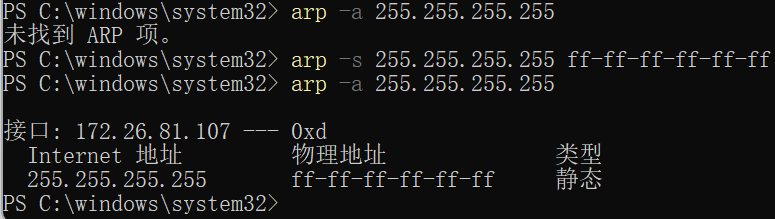 PS C:\windows\system32> arp -a 255.255.255.255
未找到 ARP 项。
PS C:\windows\system32> arp -s 255.255.255.255 ff-ff-ff-ff-ff-ff
PS C:\windows\system32> arp -a 255.255.255.255
接口: 172.26.81.107 --- 0xd
Internet 地址 物理地址 类型
255.255.255.255 ff-ff-ff-ff-ff-ff 静态
PS C:\windows\system32>